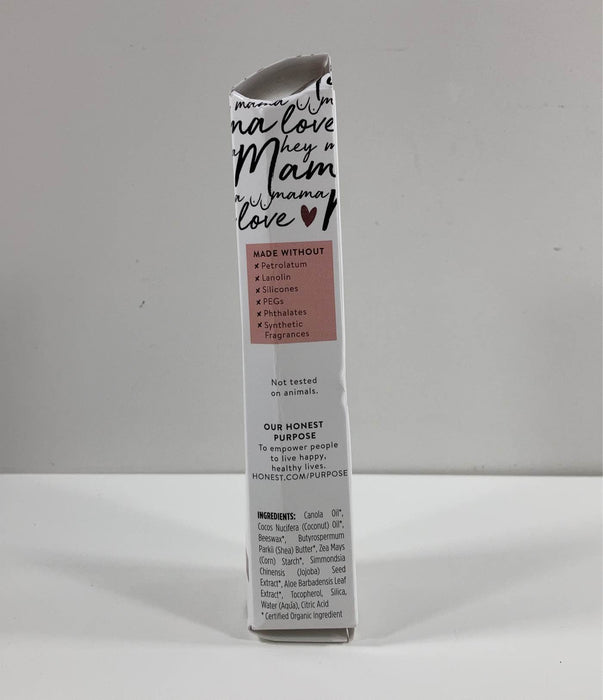 mama
ma love
hey
Mam
mama
love
MADE WITHOUT
x Petrolatum
x Lanolin
x Silicones
x PEGs
x Phthalates
x Synthetic
Fragrances
Not tested
on animals.
OUR HONEST
PURPOSE
To empower people
to live happy,
healthy lives.
HONEST.COM/PURPOSE
INGREDIENTS: Canola Oil*,
Cocos Nucifera (Coconut) Oil*,
Beeswax*, Butyrospermum
Parkii (Shea) Butter*, Zea Mays
(Corn) Starch*, Simmondsia
Chinensis (Jojoba) Seed
Extract*, Aloe Barbadensis Leaf
Extract*, Tocopherol, Silica,
Water (Aqua), Citric Acid
*Certified Organic Ingredient